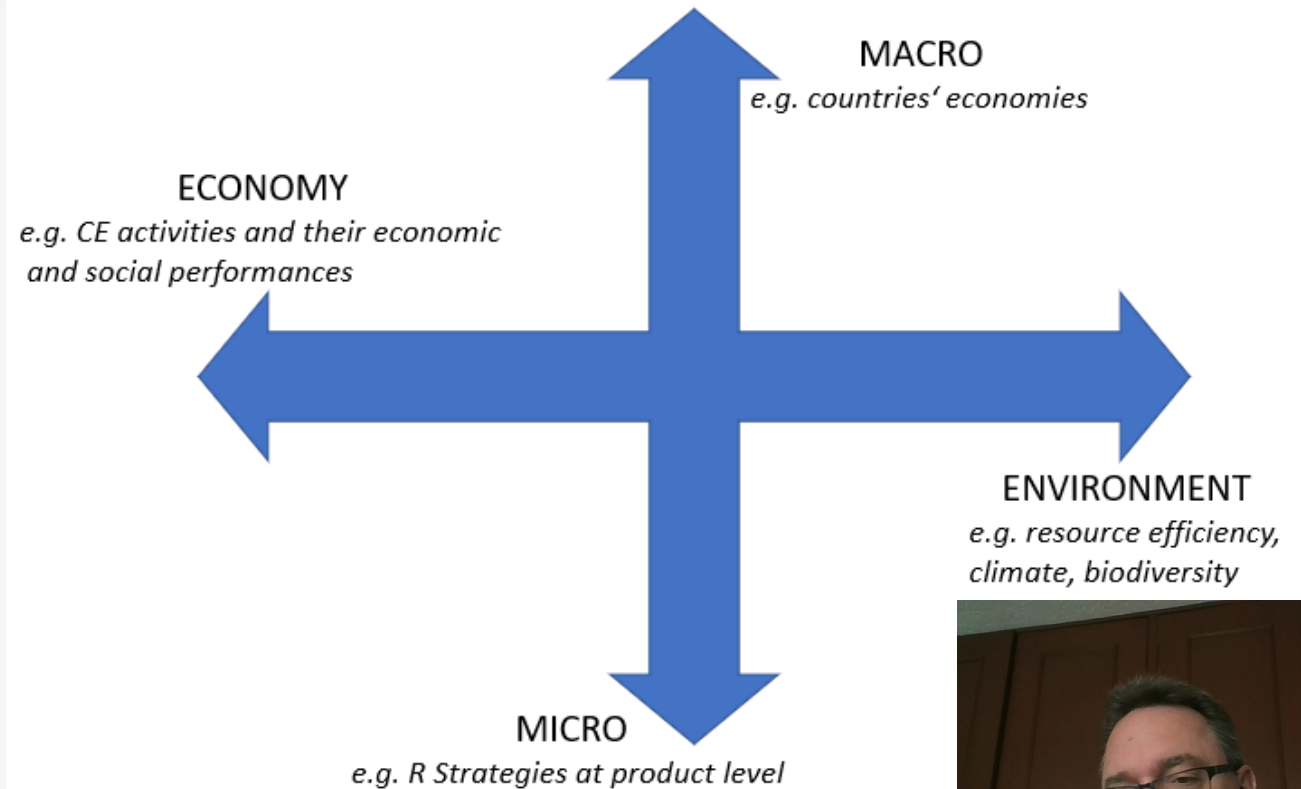 MACRO
e.g. countries‘ economies
ECONOMY
e.g. CE activities and their economic
and social performances
ENVIRONMENT
e.g. resource efficiency,
climate, biodiversity
MICRO
e.g. R Strategies at product level